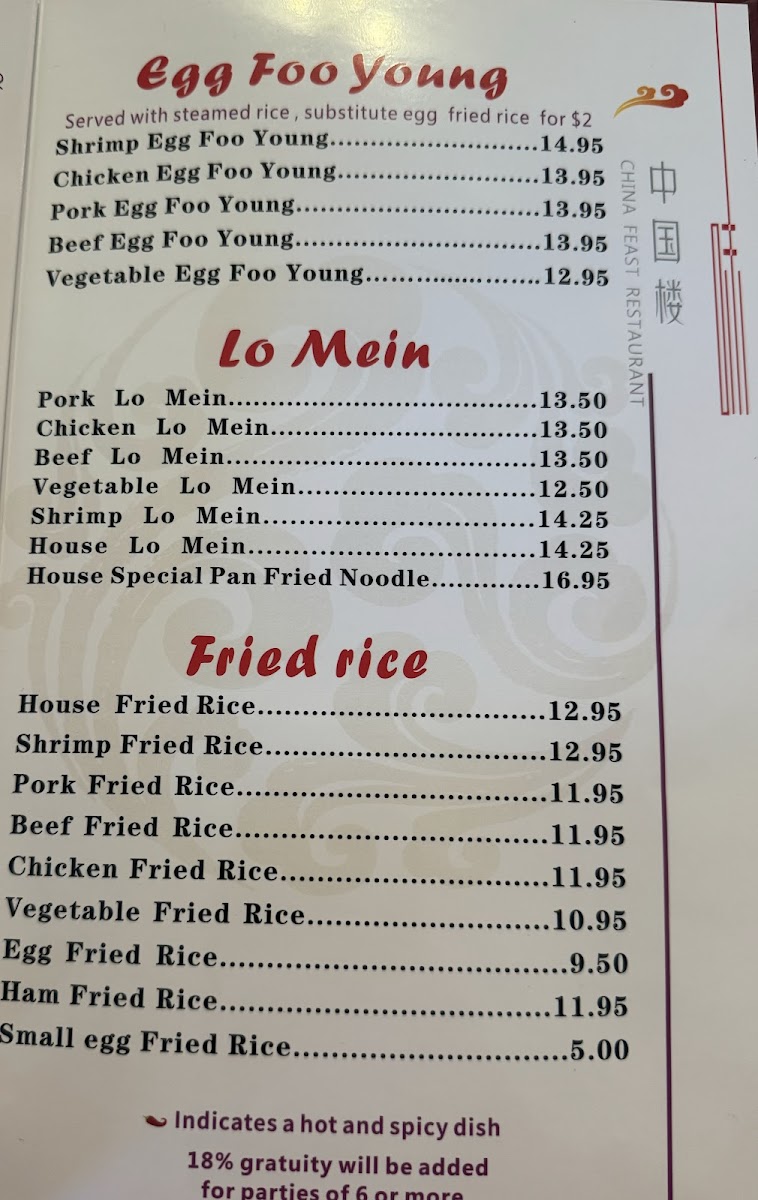 Egg Foo Young
Served with steamed rice , substitute egg fried rice for $2
Shrimp Egg Foo Young..........................14.95
Chicken Egg Foo Young.........................13.95
Pork Egg Foo Young..............................13.95
Beef Egg Foo Young..............................13.95
Vegetable Egg Foo Young......................12.95
Lo Mein
Pork Lo Mein.....................................13.50
Chicken Lo Mein................................13.50
Beef Lo Mein.....................................13.50
Vegetable Lo Mein............................12.50
Shrimp Lo Mein................................14.25
House Lo Mein..................................14.25
House Special Pan Fried Noodle.............16.95
Fried rice
House Fried Rice................................12.95
Shrimp Fried Rice...............................12.95
Pork Fried Rice...................................11.95
Beef Fried Rice...................................11.95
Chicken Fried Rice..............................11.95
Vegetable Fried Rice...........................10.95
Egg Fried Rice.......................................9.50
Ham Fried Rice.....................................11.95
Small egg Fried Rice..............................5.00
Indicates a hot and spicy dish
18% gratuity will be added
for parties of 6 or more
中国楼
CHINA FEAST RESTAURANT